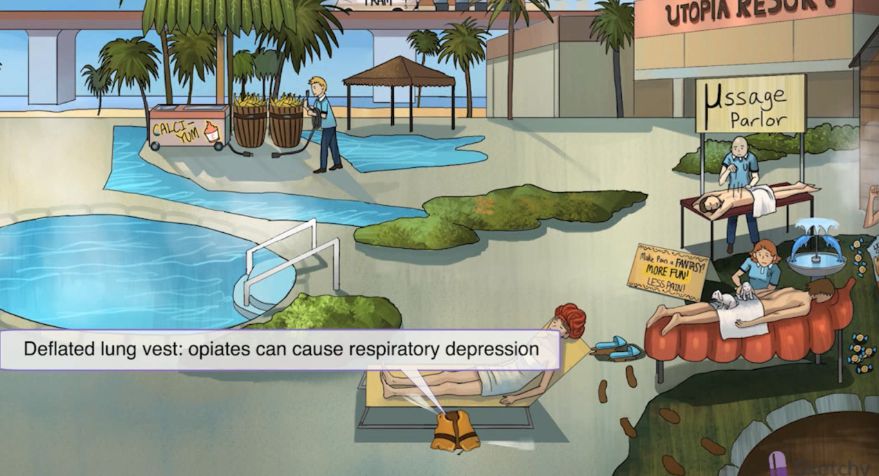 TRAM
UTOPIA RESORT
µssage
Parlor
CALCI-
YUM
Make Pain a FANTASY!
MORE FUN!
LESS PAIN!
Deflated lung vest: opiates can cause respiratory depression